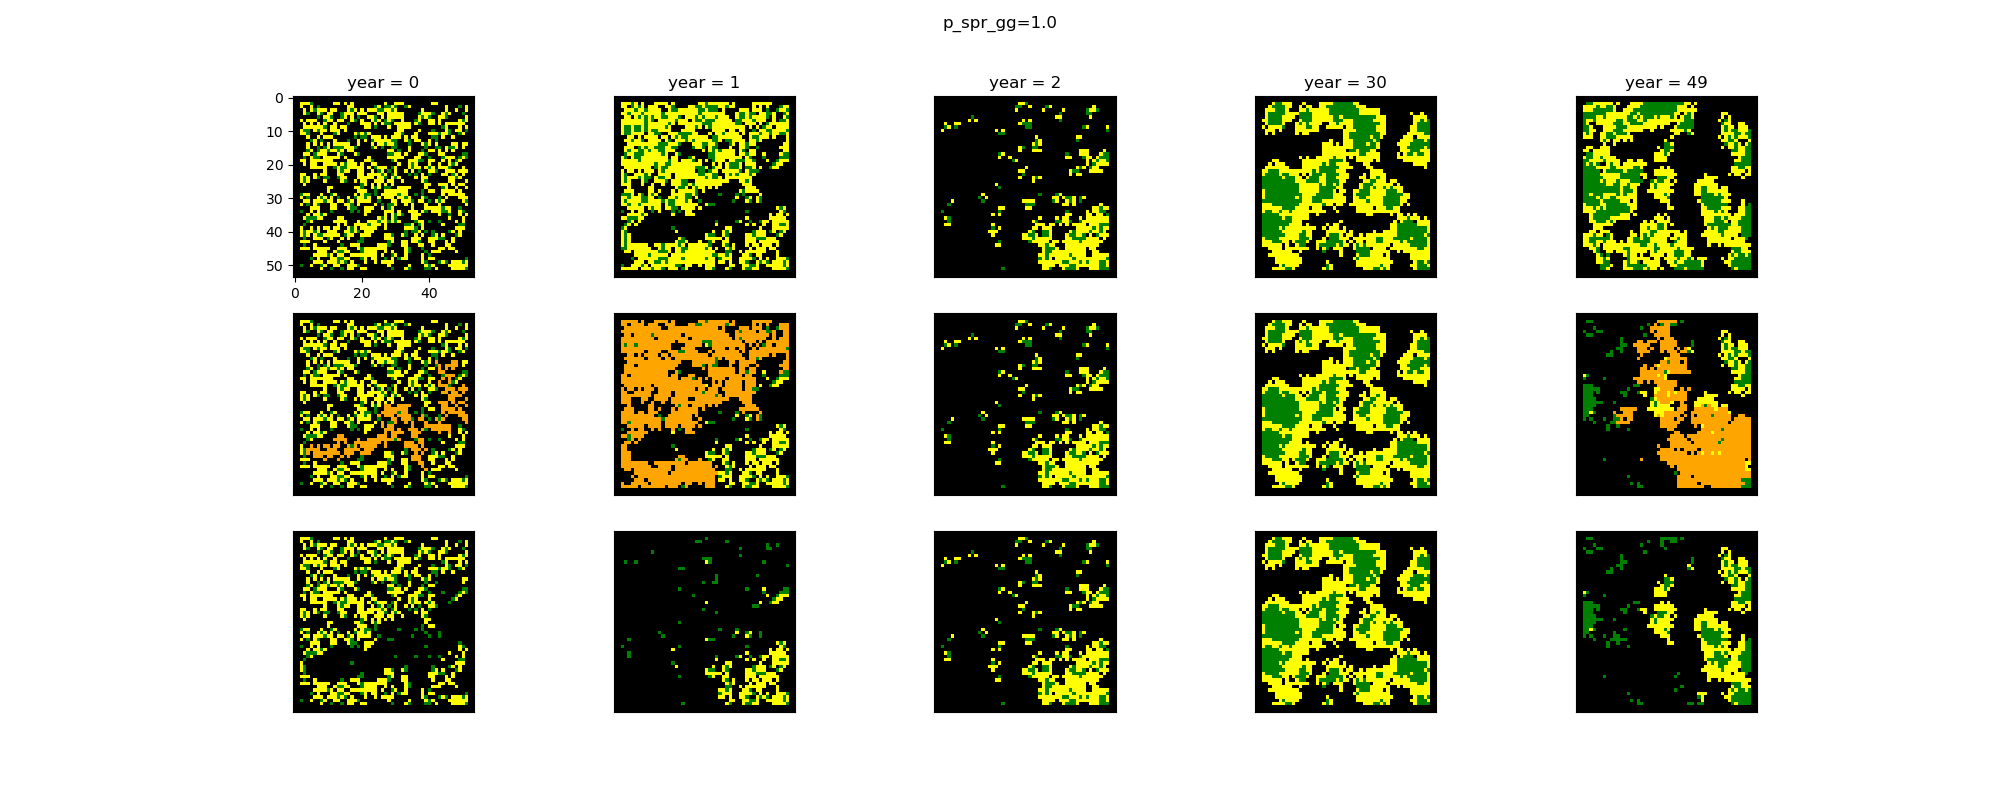 p_spr_gg=1.0
year = 0
year = 1
year = 2
year = 30
year = 49
0
10
20
30
40
50
0
20
40